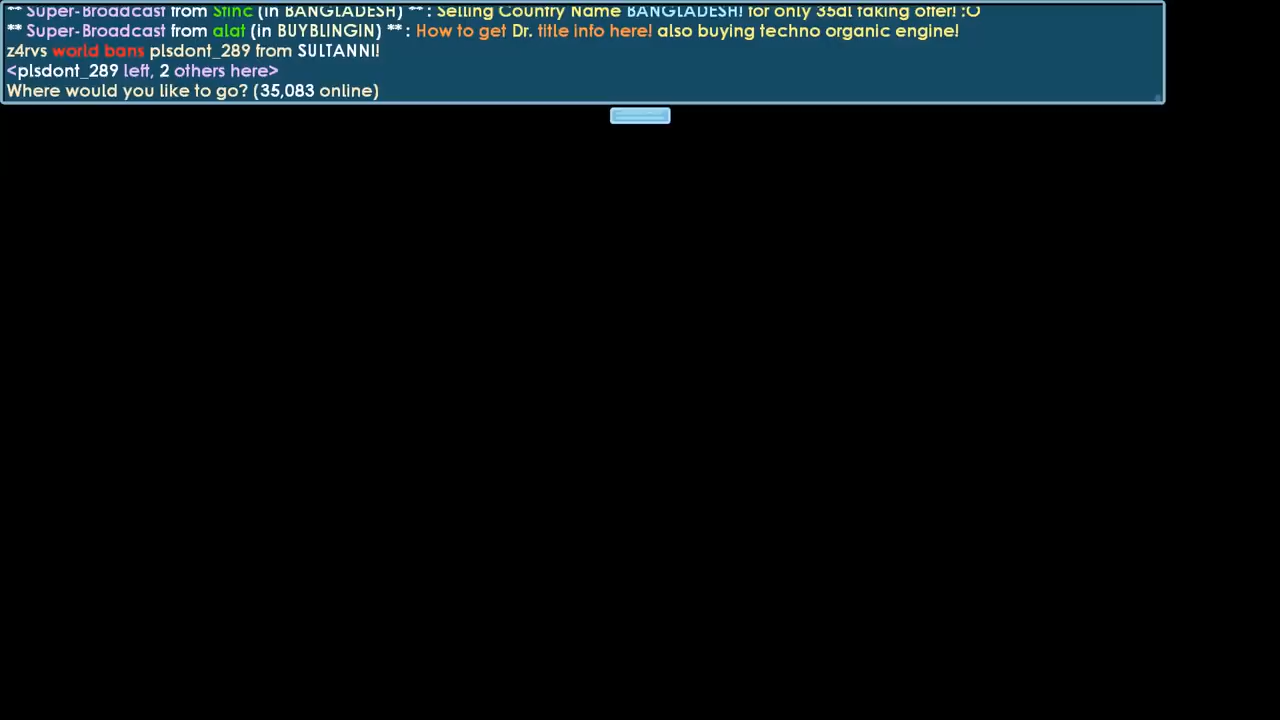 ** Super-Broadcast from Sfinc (in BANGLADESH) ** : Selling Country Name BANGLADESH! for only 35dl taking offer! :O
** Super-Broadcast from alat (in BUYBLINGIN) ** : How to get Dr. title info here! also buying techno organic engine!
z4rvs world bans plsdont_289 from SULTANNI!
<plsdont_289 left, 2 others here>
Where would you like to go? (35,083 online)